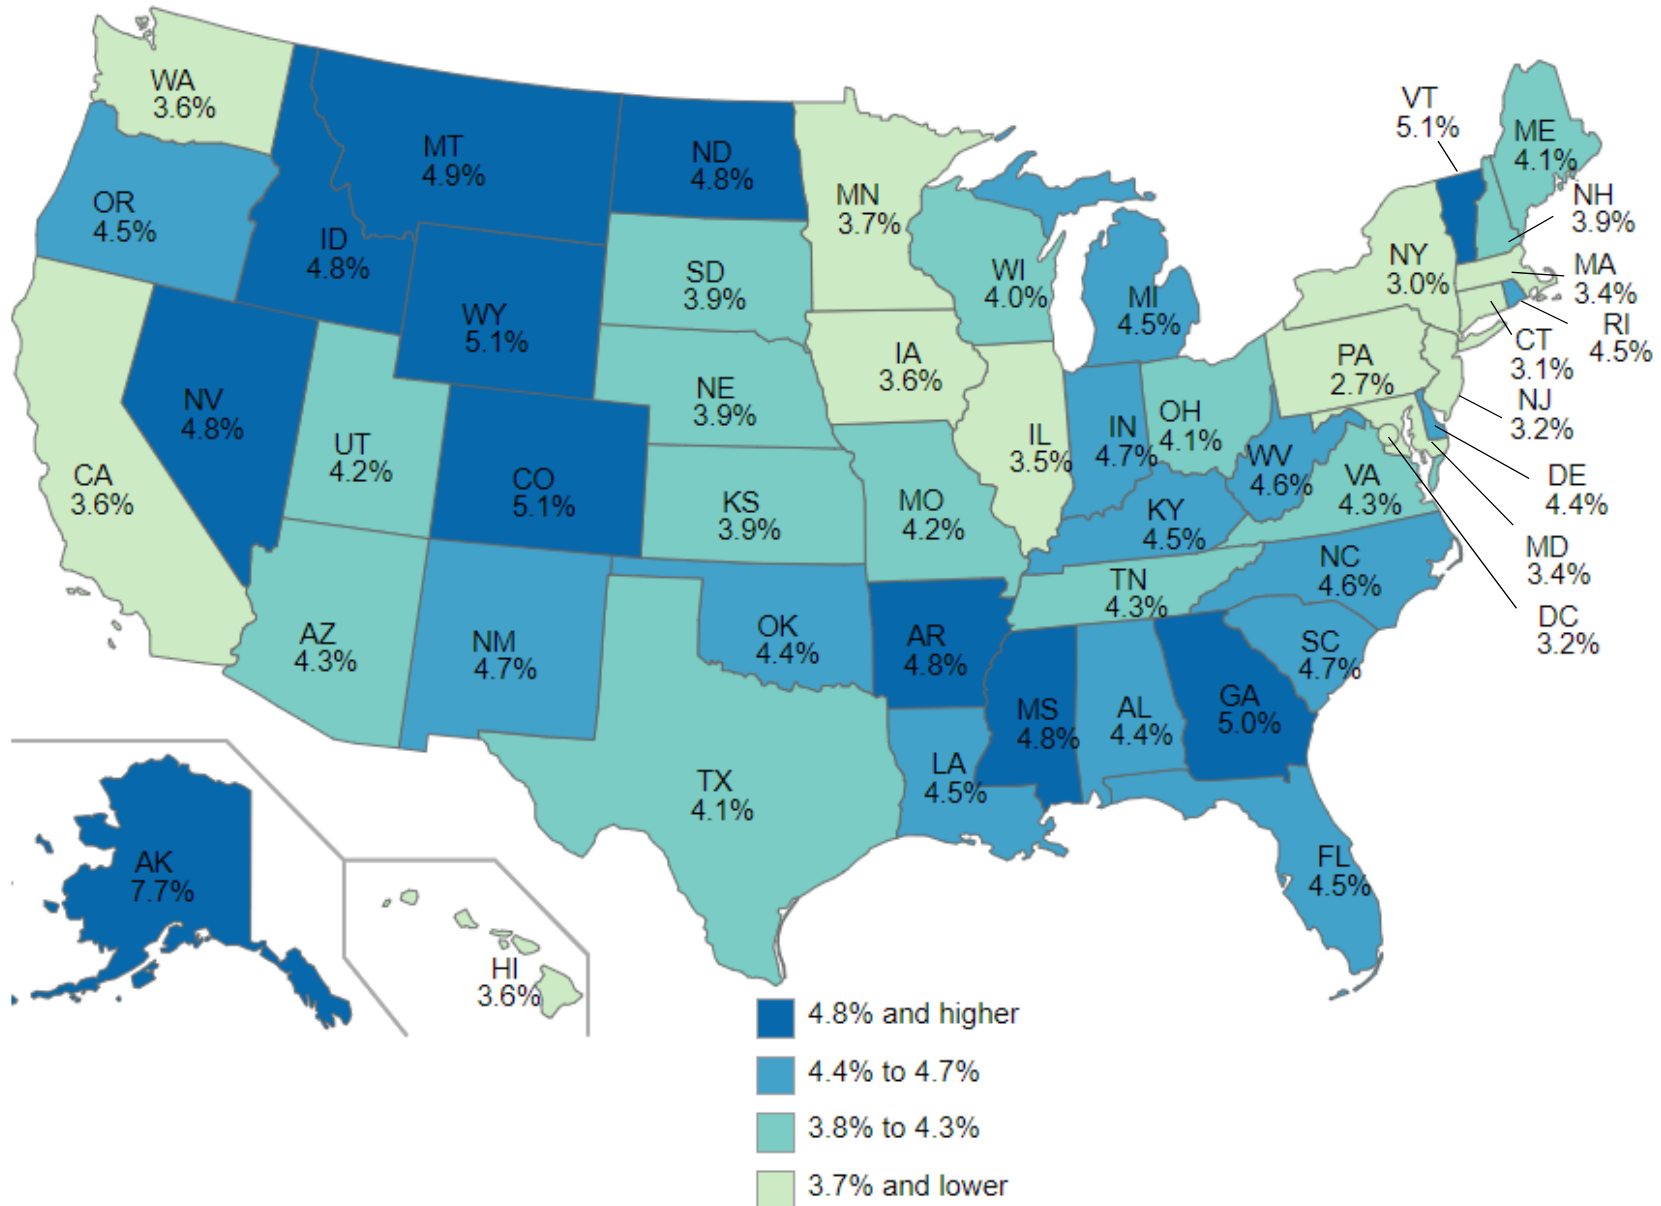 WA
3.6%
OR
4.5%
CA
3.6%
NV
4.8%
ID
4.8%
MT
4.9%
WY
5.1%
UT
4.2%
CO
5.1%
AZ
4.3%
NM
4.7%
ND
4.8%
SD
3.9%
NE
3.9%
KS
3.9%
OK
4.4%
TX
4.1%
MN
3.7%
IA
3.6%
MO
4.2%
AR
4.8%
LA
4.5%
WI
4.0%
IL
3.5%
MI
4.5%
IN
4.7%
OH
4.1%
KY
4.5%
TN
4.3%
MS
4.8%
AL
4.4%
GA
5.0%
FL
4.5%
SC
4.7%
NC
4.6%
VA
4.3%
WV
4.6%
PA
2.7%
NY
3.0%
VT
5.1%
ME
4.1%
NH
3.9%
MA
3.4%
RI
4.5%
CT
3.1%
NJ
3.2%
DE
4.4%
MD
3.4%
DC
3.2%
AK
7.7%
HI
3.6%
4.8% and higher
4.4% to 4.7%
3.8% to 4.3%
3.7% and lower